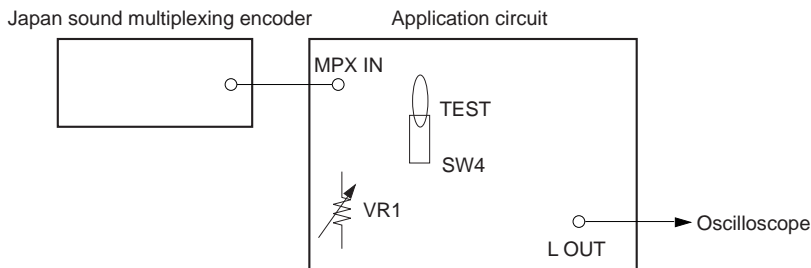 Japan sound multiplexing encoder
Application circuit
MPX IN
TEST
SW4
VR1
L OUT
Oscilloscope